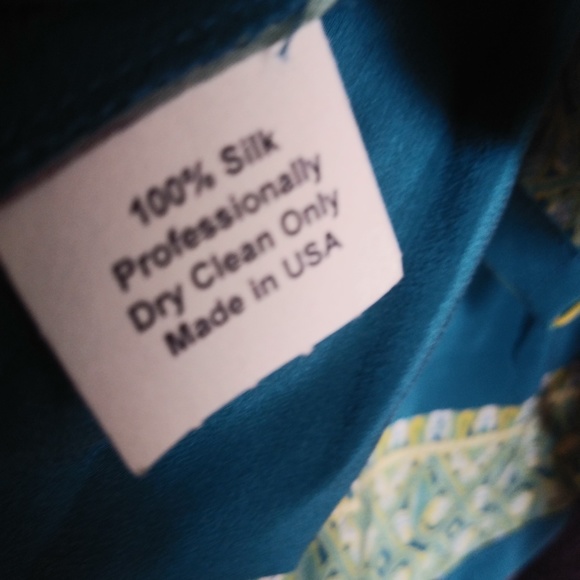 100% Silk
Professionally
Dry Clean Only
Made in USA